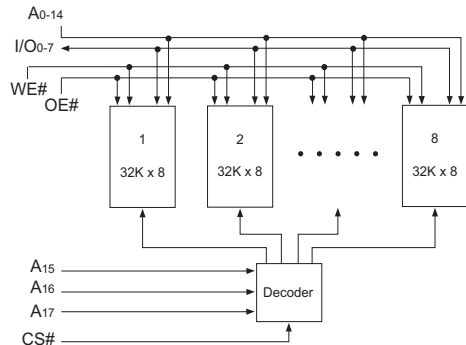 A0-14
I/O0-7
WE#
OE#
1 2 8
32K x 8 32K x 8 32K x 8
A15
A16 Decoder
A17
CS#